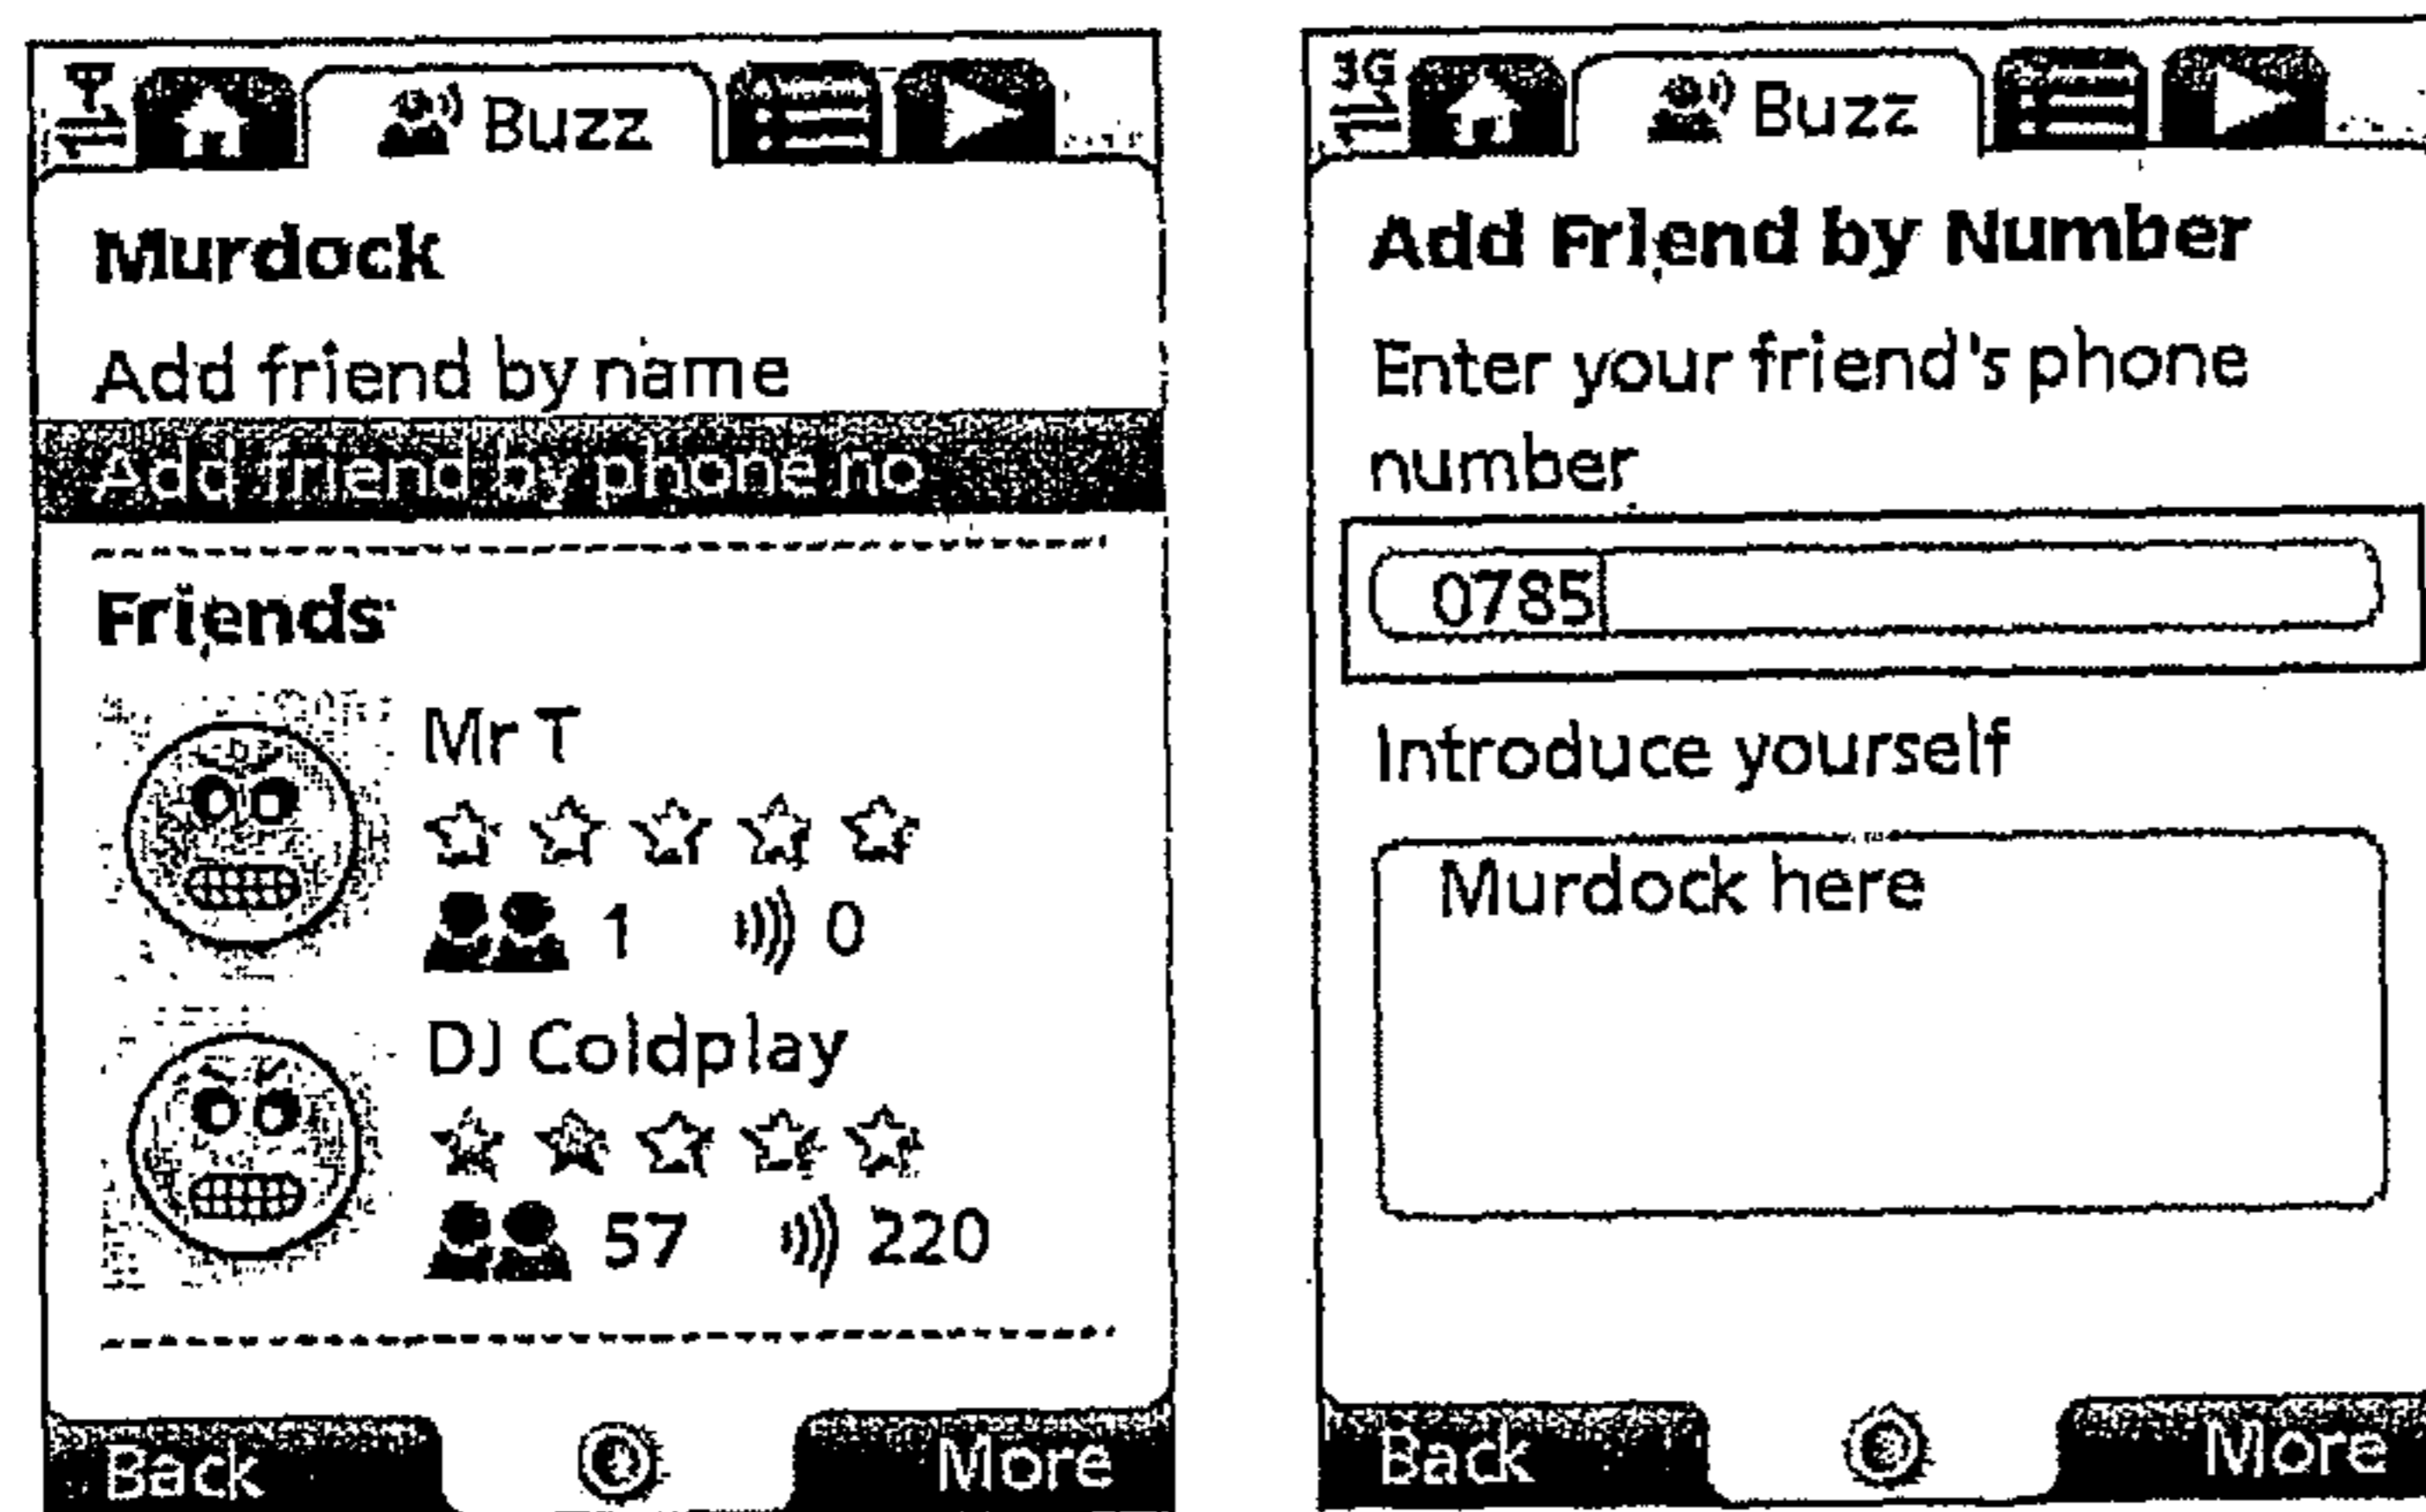 Buzz
Murdock
Add friend by name
Add friend by phone no
Friends
Mr T
1 0
DJ Coldplay
57 220
Back More
3G
Buzz
Add Friend by Number
Enter your friend's phone
number
0785
Introduce yourself
Murdock here
Back More